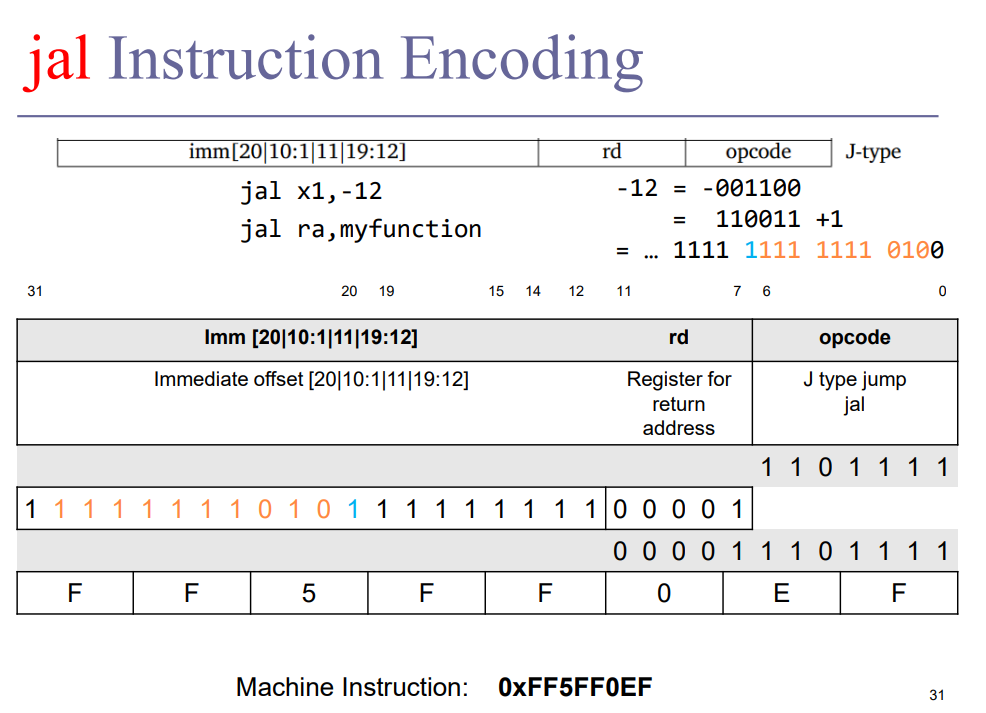 jal Instruction Encoding
imm[20|10:1|11|19:12] rd opcode J-type
jal x1,-12
jal ra,myfunction
-12 = -001100
= 110011 +1
= … 1111 1111 1111 0100
31 20 19 15 14 12 11 7 6 0
Imm [20|10:1|11|19:12] rd opcode
Immediate offset [20|10:1|11|19:12] Register for return address J type jump jal
1 1 0 1 1 1 1
1 1 1 1 1 1 1 1 0 1 0 1 1 1 1 1 1 1 1 1 0 0 0 0 1
0 0 0 0 1 1 1 0 1 1 1 1
F F 5 F F 0 E F
Machine Instruction: 0xFF5FF0EF
31